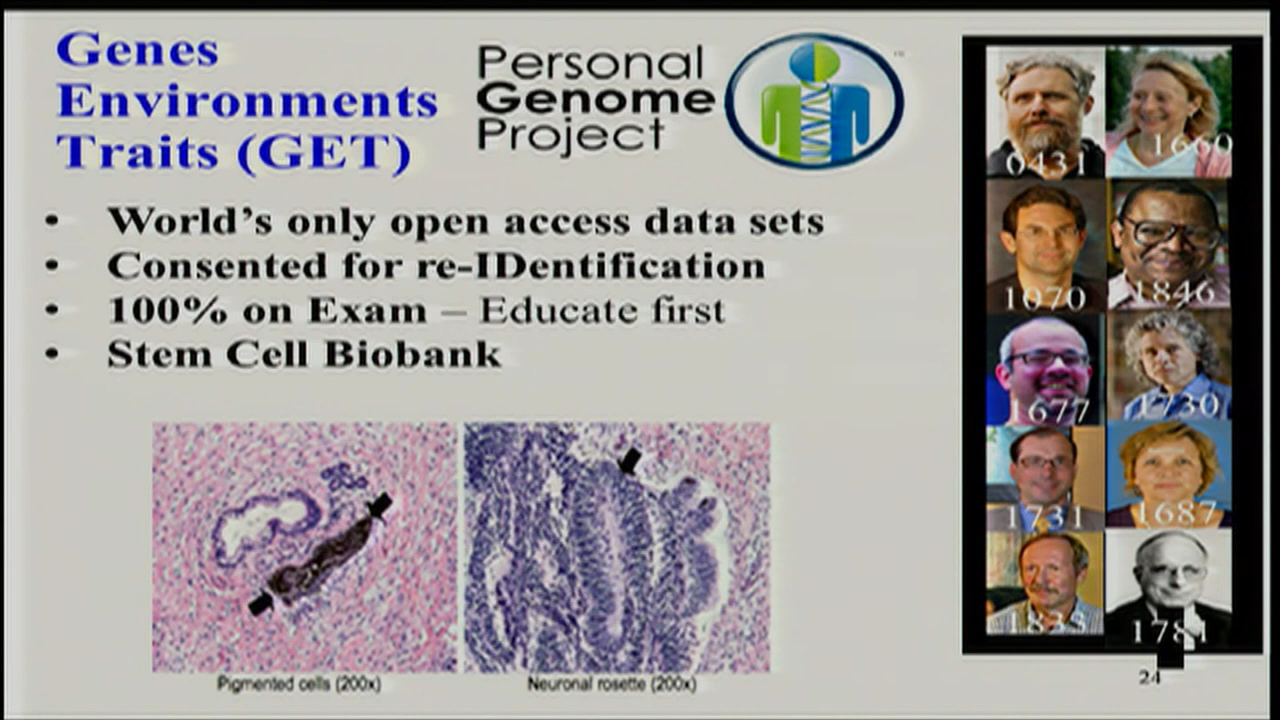 Genes
Environments
Traits (GET)
Personal
Genome
Project
™
• World's only open access data sets
• Consented for re-IDentification
• 100% on Exam – Educate first
• Stem Cell Biobank
0431
1660
1070
1846
1677
1730
1731
1687
1833
1781
Pigmented cells (200x)
Neuronal rosette (200x)
24